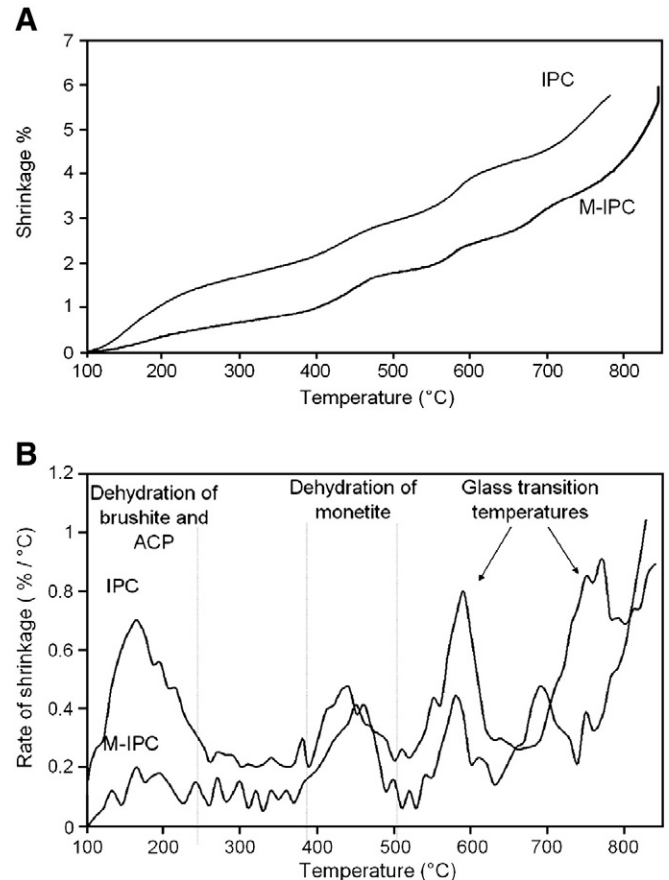 A
7
6
5
4
3
2
1
0
Shrinkage %
IPC
M-IPC
100 200 300 400 500 600 700 800
Temperature (°C)
B
1.2
1
0.8
0.6
0.4
0.2
0
Rate of shrinkage ( % / °C)
Dehydration of
brushite and
ACP
Dehydration of
monetite
Glass transition
temperatures
IPC
M-IPC
100 200 300 400 500 600 700 800
Temperature (°C)